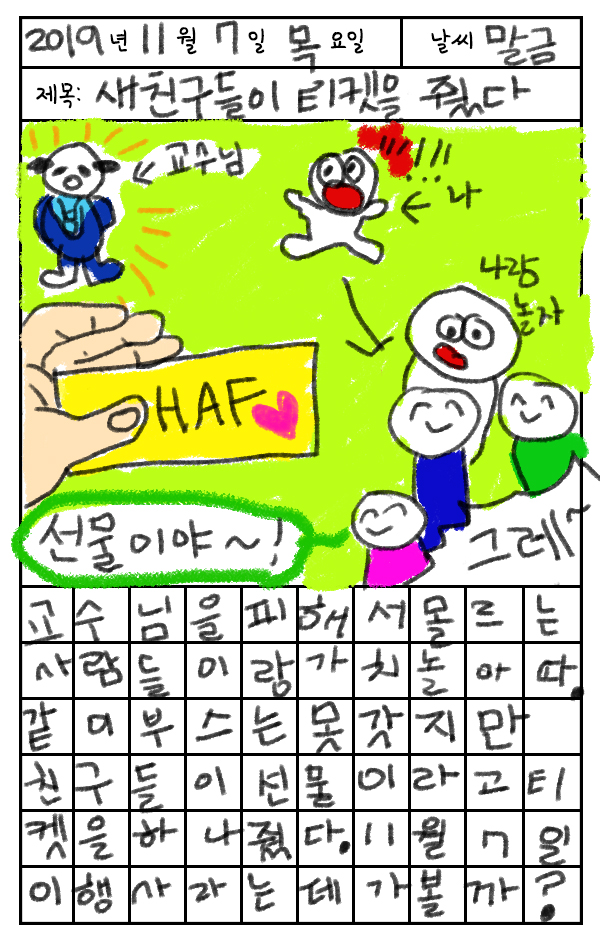 2019년 11월 7일 목요일 날씨 말금
제목: 새친구들이 티켓을 줬다
교수님
!!!
!!
...
나
나랑
놀자
HAF
선물이야~!
그레~
교수님을피해서몰르는
사람들이랑가치놀아따.
같이부스는못갓지만
친구들이선물이라고티
켓을하나줬다.11월7일
이행사라는데가볼까?